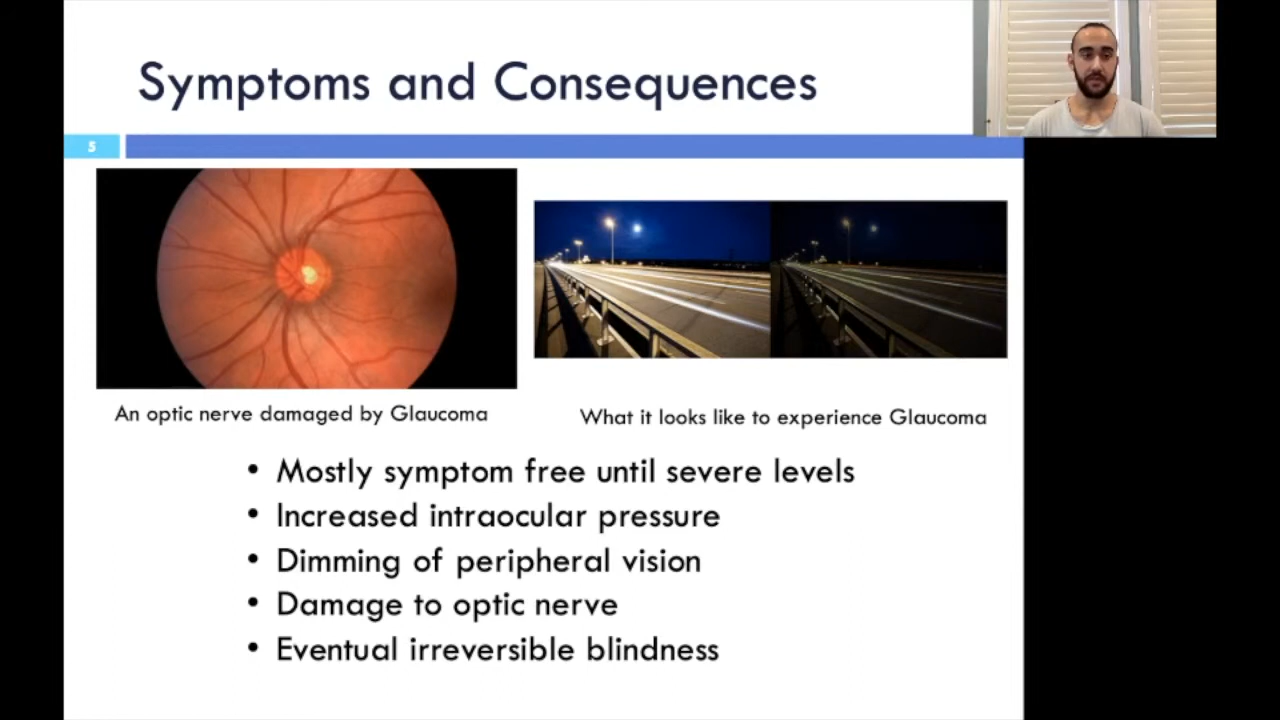 Symptoms and Consequences
5
An optic nerve damaged by Glaucoma
What it looks like to experience Glaucoma
• Mostly symptom free until severe levels
• Increased intraocular pressure
• Dimming of peripheral vision
• Damage to optic nerve
• Eventual irreversible blindness